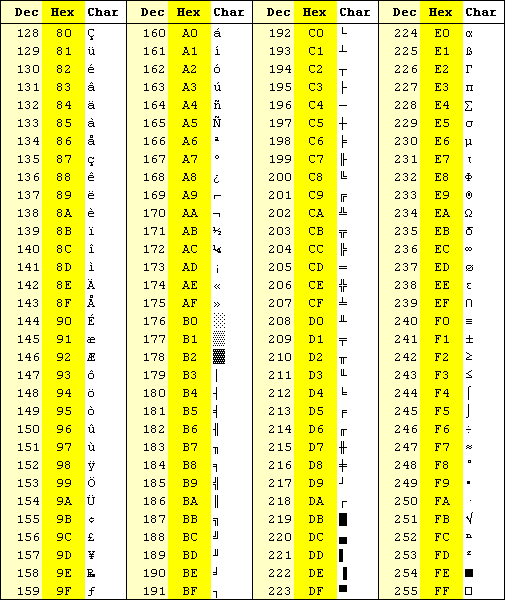 Dec Hex Char Dec Hex Char Dec Hex Char Dec Hex Char
128 80 Ç 160 A0 á 192 C0 └ 224 E0 α
129 81 ü 161 A1 í 193 C1 ┴ 225 E1 ß
130 82 é 162 A2 ó 194 C2 ┬ 226 E2 Γ
131 83 â 163 A3 ú 195 C3 ├ 227 E3 π
132 84 ä 164 A4 ñ 196 C4 ─ 228 E4 Σ
133 85 à 165 A5 Ñ 197 C5 ┼ 229 E5 σ
134 86 å 166 A6 ª 198 C6 ╞ 230 E6 µ
135 87 ç 167 A7 º 199 C7 ╟ 231 E7 τ
136 88 ê 168 A8 ¿ 200 C8 ╚ 232 E8 Φ
137 89 ë 169 A9 ⌐ 201 C9 ╔ 233 E9 Θ
138 8A è 170 AA ¬ 202 CA ╩ 234 EA Ω
139 8B ï 171 AB ½ 203 CB ╦ 235 EB δ
140 8C î 172 AC ¼ 204 CC ╠ 236 EC ∞
141 8D ì 173 AD ¡ 205 CD ═ 237 ED ø
142 8E Ä 174 AE « 206 CE ╬ 238 EE ε
143 8F Å 175 AF » 207 CF ╧ 239 EF ∩
144 90 É 176 B0 ░ 208 D0 ╨ 240 F0 ≡
145 91 æ 177 B1 ▒ 209 D1 ╤ 241 F1 ±
146 92 Æ 178 B2 ▓ 210 D2 ╥ 242 F2 ≥
147 93 ô 179 B3 │ 211 D3 ╙ 243 F3 ≤
148 94 ö 180 B4 ┤ 212 D4 ╘ 244 F4 ⌠
149 95 ò 181 B5 ╡ 213 D5 ╒ 245 F5 ⌡
150 96 û 182 B6 ╢ 214 D6 ╓ 246 F6 ÷
151 97 ù 183 B7 ╖ 215 D7 ╫ 247 F7 ≈
152 98 ÿ 184 B8 ╕ 216 D8 ╪ 248 F8 °
153 99 Ö 185 B9 ╣ 217 D9 ┘ 249 F9 •
154 9A Ü 186 BA ║ 218 DA ┌ 250 FA ·
155 9B ¢ 187 BB ╗ 219 DB █ 251 FB √
156 9C £ 188 BC ╝ 220 DC ▄ 252 FC ⁿ
157 9D ¥ 189 BD ╜ 221 DD ▌ 253 FD ²
158 9E ₧ 190 BE ╛ 222 DE ▐ 254 FE ■
159 9F ƒ 191 BF ┐ 223 DF ▀ 255 FF □